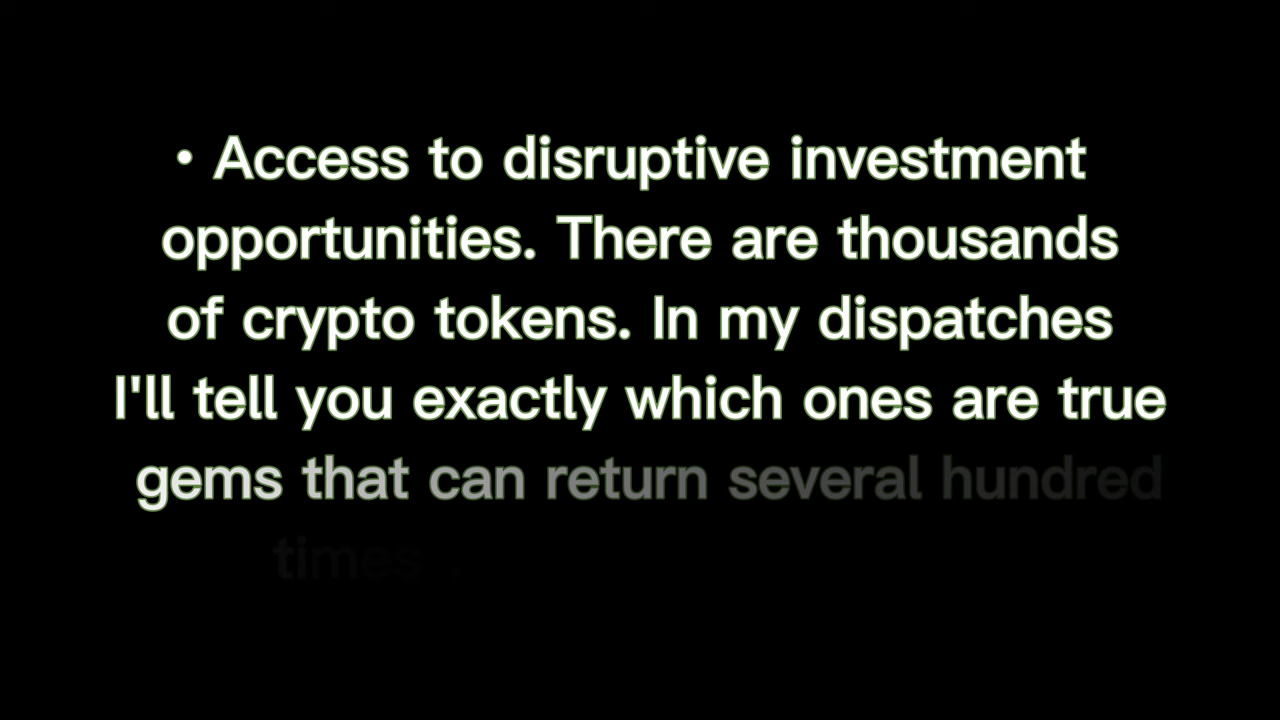 • Access to disruptive investment
opportunities. There are thousands
of crypto tokens. In my dispatches
I'll tell you exactly which ones are true
gems that can return several hundred
times